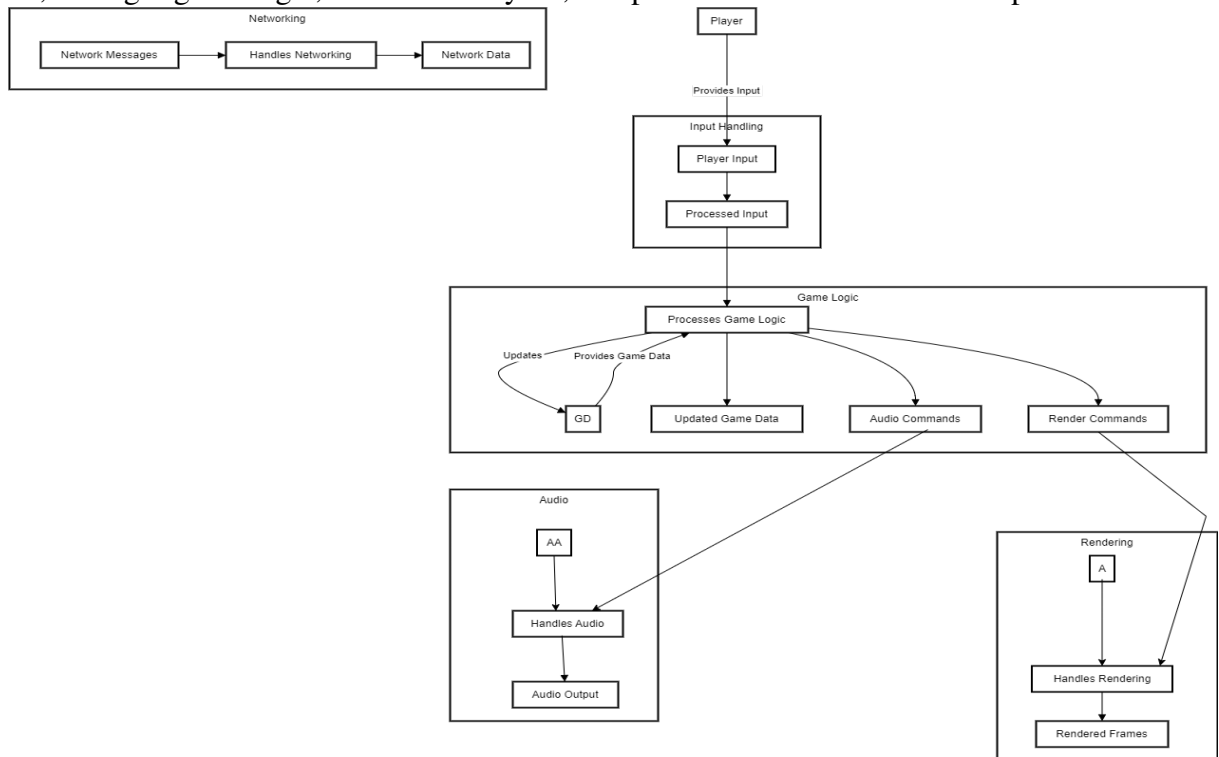 Networking
Network Messages
Handles Networking
Network Data
Player
Provides Input
Input Handling
Player Input
Processed Input
Game Logic
Processes Game Logic
Updates
Provides Game Data
GD
Updated Game Data
Audio Commands
Render Commands
Audio
AA
Handles Audio
Audio Output
Rendering
A
Handles Rendering
Rendered Frames